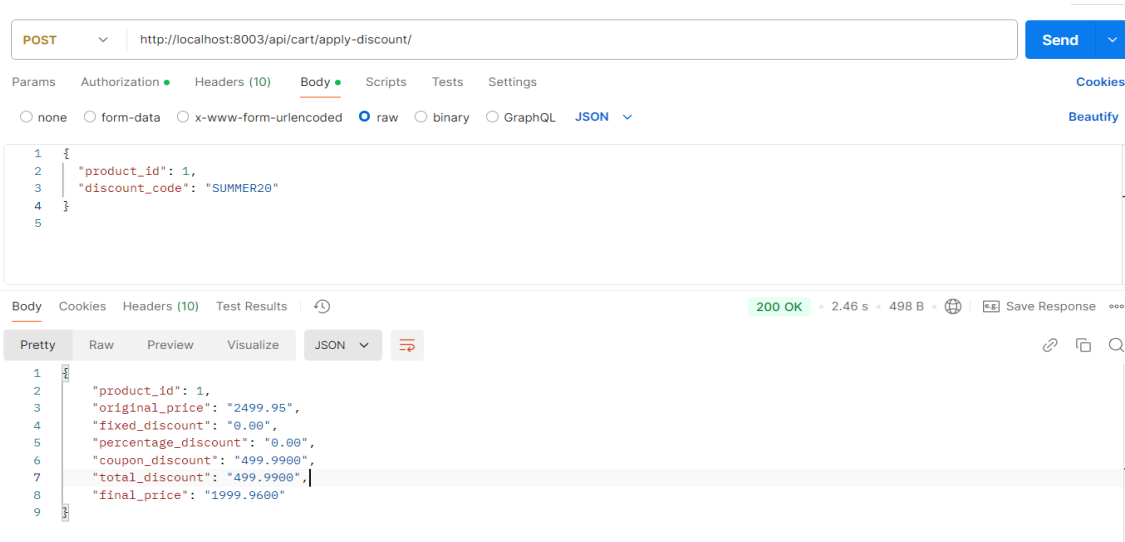 POST http://localhost:8003/api/cart/apply-discount/ Send
Params Authorization Headers (10) Body Scripts Tests Settings Cookies
none form-data x-www-form-urlencoded raw binary GraphQL JSON Beautify
1 {
2 "product_id": 1,
3 "discount_code": "SUMMER20"
4 }
5
Body Cookies Headers (10) Test Results 200 OK 2.46 s 498 B e.g. Save Response
Pretty Raw Preview Visualize JSON
1 {
2 "product_id": 1,
3 "original_price": "2499.95",
4 "fixed_discount": "0.00",
5 "percentage_discount": "0.00",
6 "coupon_discount": "499.9900",
7 "total_discount": "499.9900",
8 "final_price": "1999.9600"
9 }